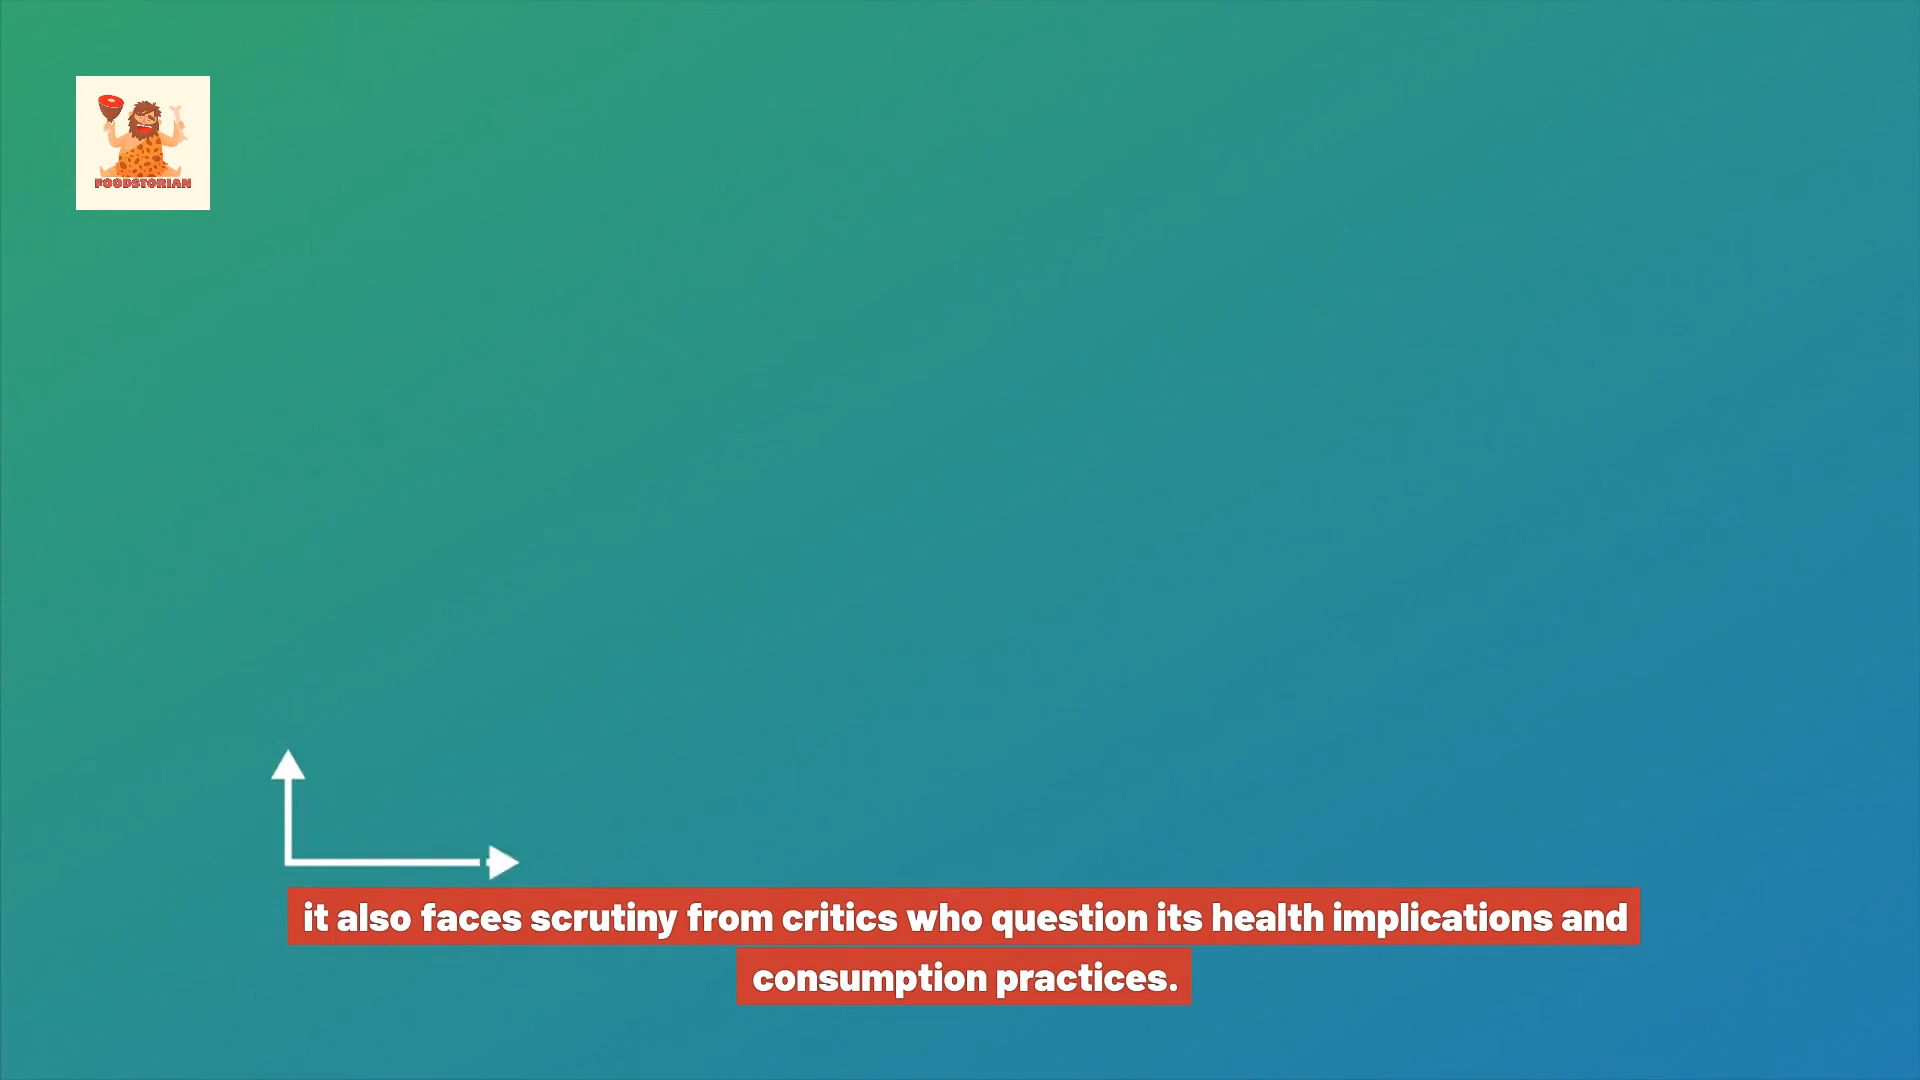 FOODSTORIAN
it also faces scrutiny from critics who question its health implications and
consumption practices.